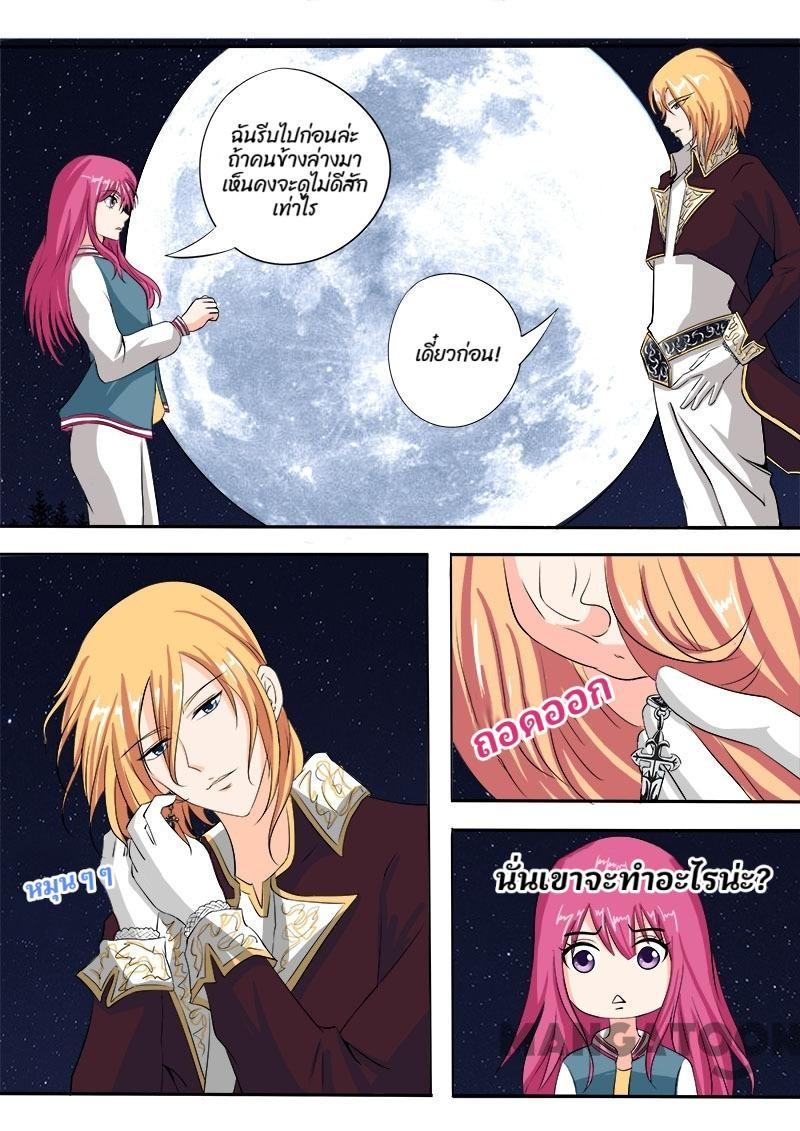 ฉันรีบไปก่อนล่ะ
ถ้าคนข้างล่างมา
เห็นคงจะดูไม่ดีสัก
เท่าไร
เดี๋ยวก่อน!
หมุนๆๆ
ถอดออก
นั่นเขาจะทำอะไรน่ะ?
MANGATOON